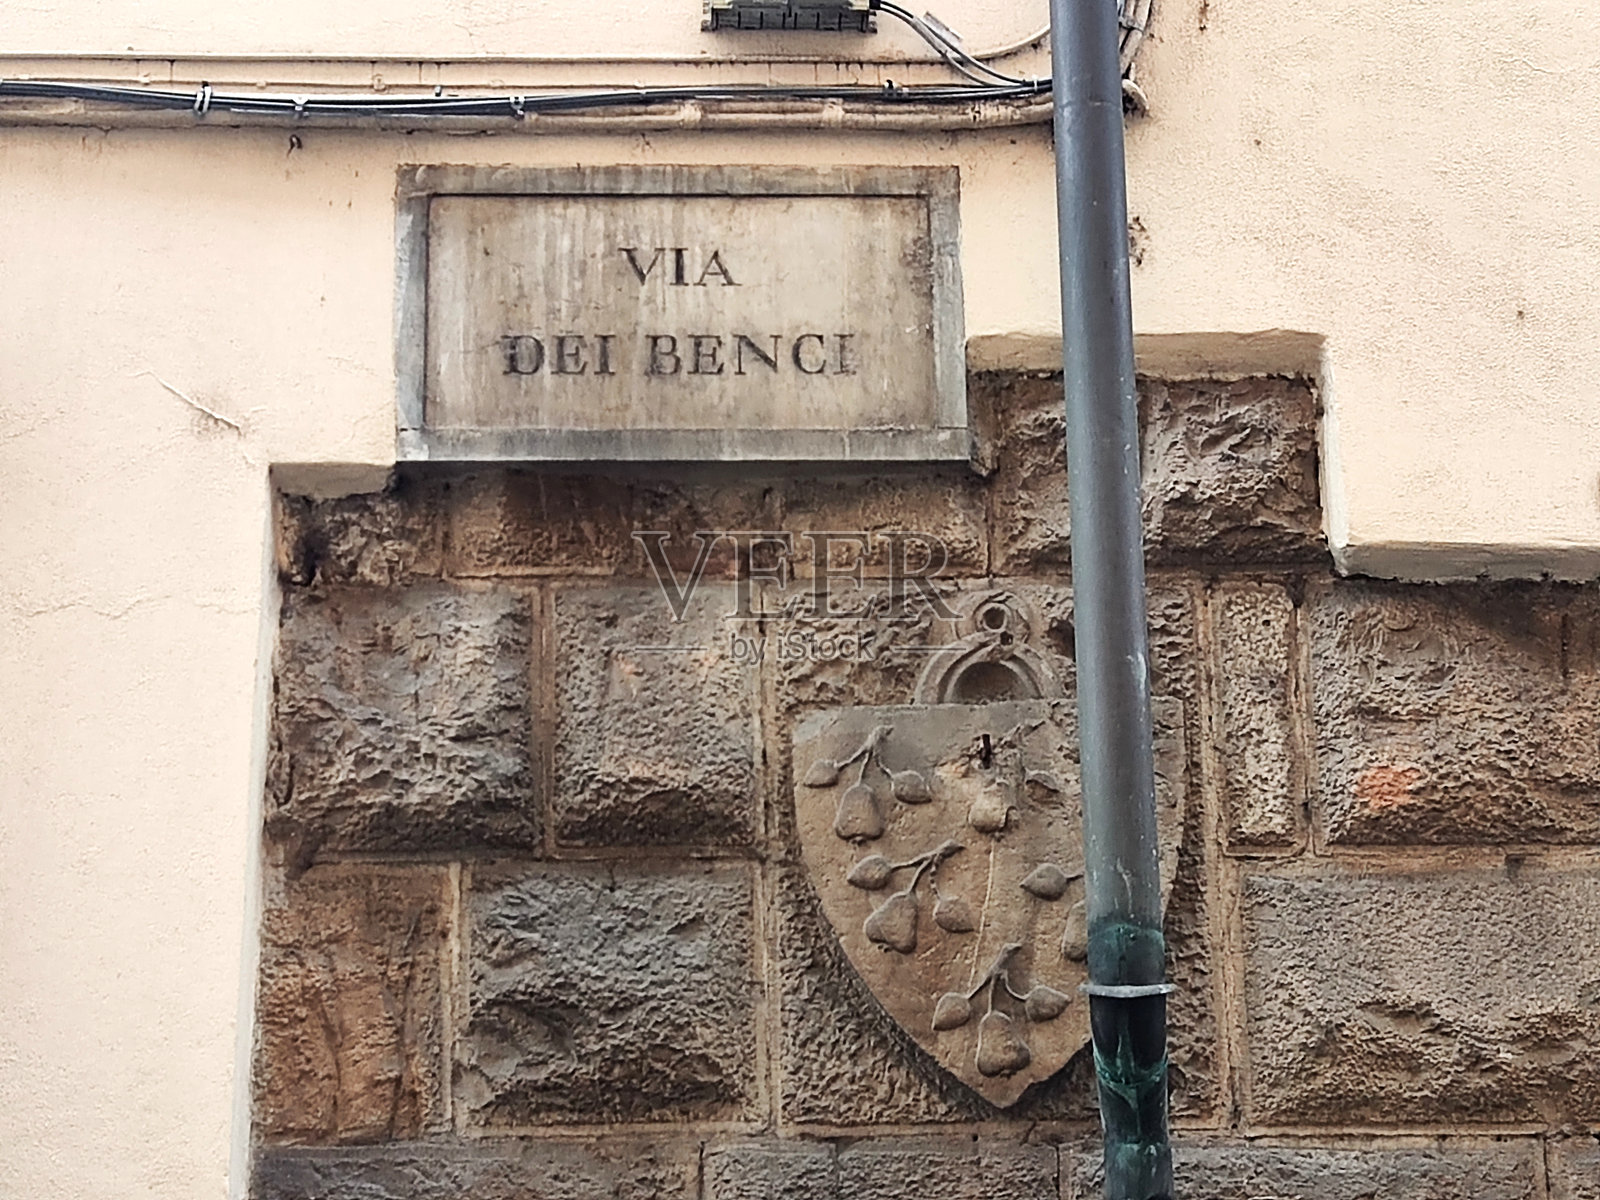 VIA
DEI BENCI
VEER
by iStock